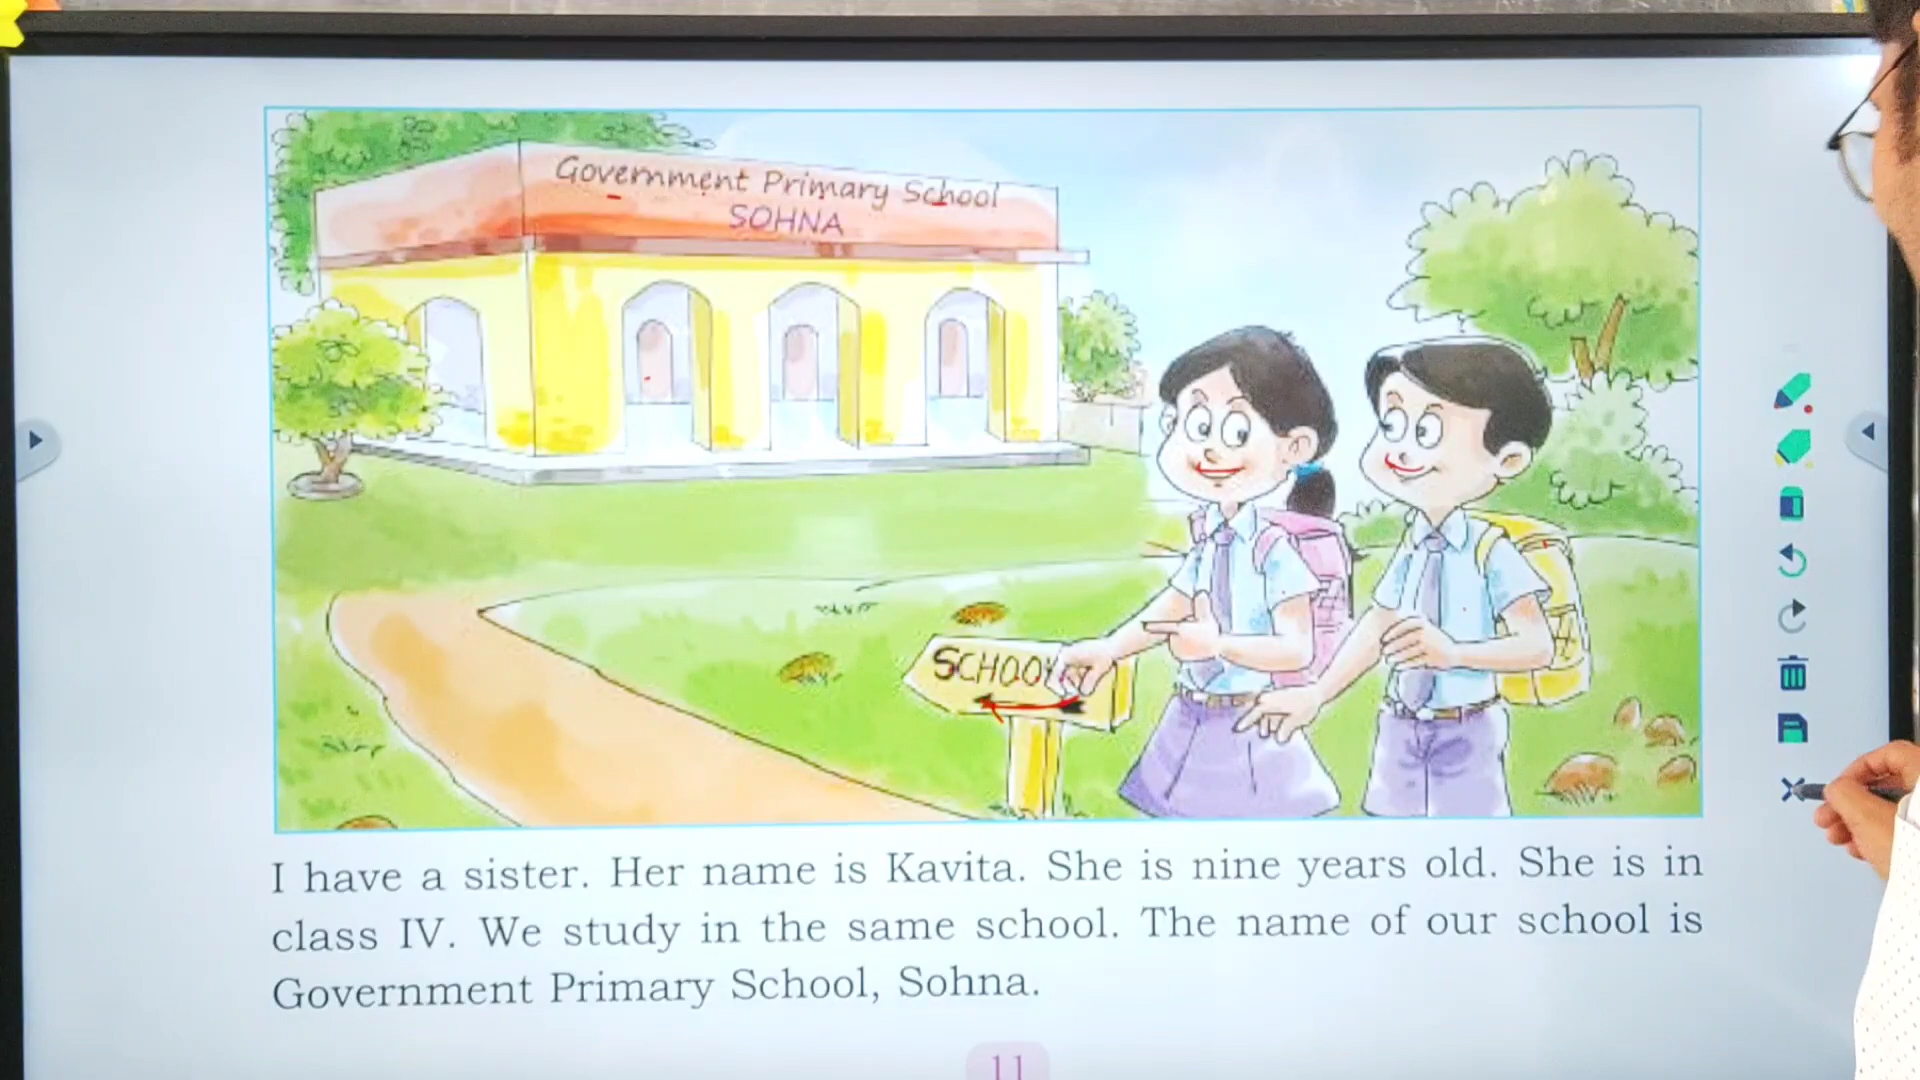 Government Primary School
SOHNA
SCHOOL
I have a sister. Her name is Kavita. She is nine years old. She is in
class IV. We study in the same school. The name of our school is
Government Primary School, Sohna.
11